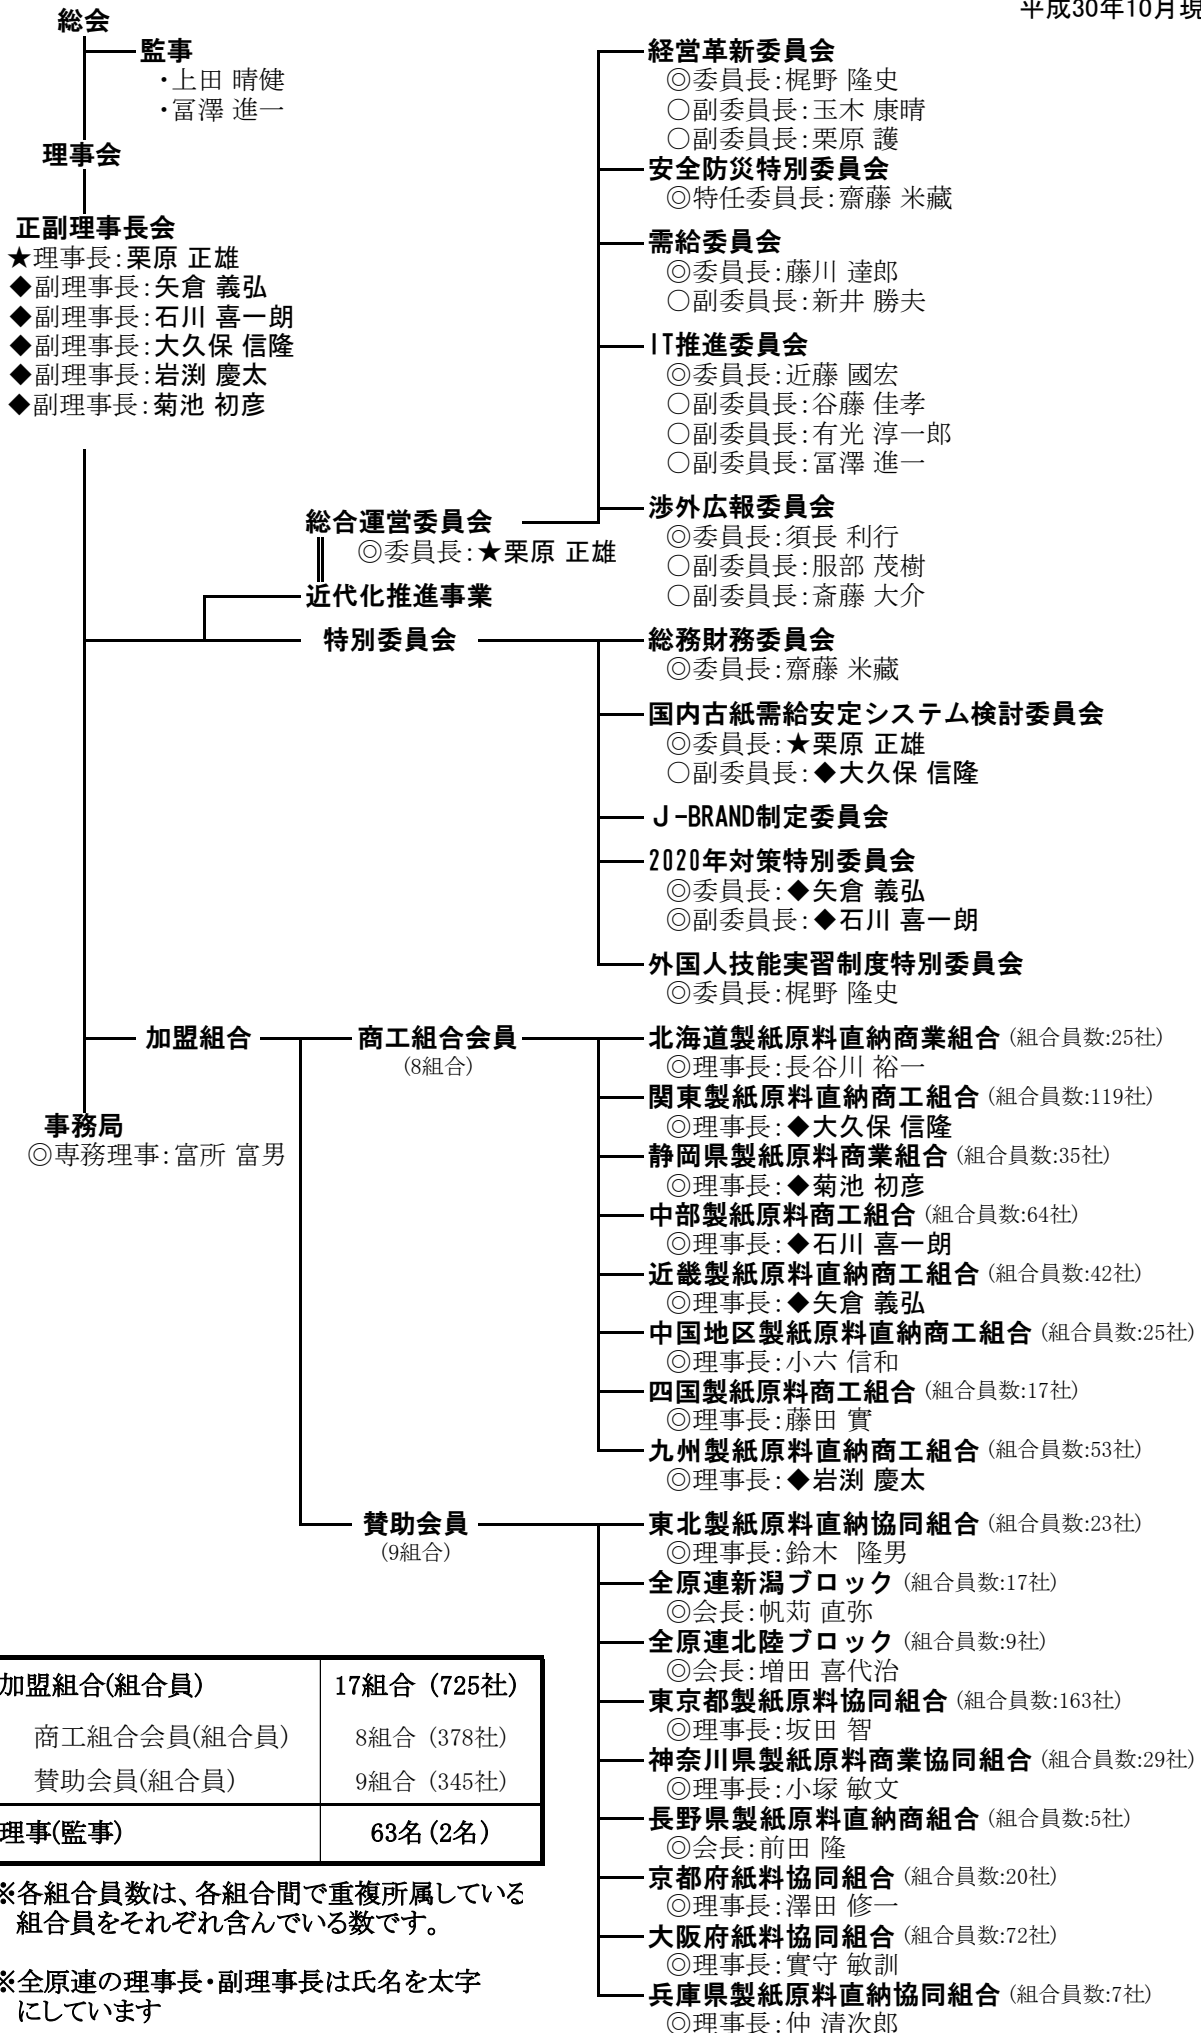 平成30年10月現
総会
監事
・上田 晴健
・冨澤 進一
理事会
正副理事長会
★理事長：栗原 正雄
◆副理事長：矢倉 義弘
◆副理事長：石川 喜一朗
◆副理事長：大久保 信隆
◆副理事長：岩渕 慶太
◆副理事長：菊池 初彦
経営革新委員会
◎委員長：梶野 隆史
○副委員長：玉木 康晴
○副委員長：栗原 護
安全防災特別委員会
◎特任委員長：齋藤 米藏
需給委員会
◎委員長：藤川 達郎
○副委員長：新井 勝夫
IT推進委員会
◎委員長：近藤 國宏
○副委員長：谷藤 佳孝
○副委員長：有光 淳一郎
○副委員長：冨澤 進一
渉外広報委員会
◎委員長：須長 利行
○副委員長：服部 茂樹
○副委員長：斎藤 大介
総合運営委員会
◎委員長：★栗原 正雄
近代化推進事業
特別委員会
総務財務委員会
◎委員長：齋藤 米藏
国内古紙需給安定システム検討委員会
◎委員長：★栗原 正雄
○副委員長：◆大久保 信隆
J-BRAND制定委員会
2020年対策特別委員会
◎委員長：◆矢倉 義弘
◎副委員長：◆石川 喜一朗
外国人技能実習制度特別委員会
◎委員長：梶野 隆史
加盟組合
商工組合会員
(8組合)
北海道製紙原料直納商業組合 (組合員数:25社)
◎理事長：長谷川 裕一
関東製紙原料直納商工組合 (組合員数:119社)
◎理事長：◆大久保 信隆
静岡県製紙原料商業組合 (組合員数:35社)
◎理事長：◆菊池 初彦
中部製紙原料商工組合 (組合員数:64社)
◎理事長：◆石川 喜一朗
近畿製紙原料直納商工組合 (組合員数:42社)
◎理事長：◆矢倉 義弘
中国地区製紙原料直納商工組合 (組合員数:25社)
◎理事長：小六 信和
四国製紙原料商工組合 (組合員数:17社)
◎理事長：藤田 實
九州製紙原料直納商工組合 (組合員数:53社)
◎理事長：◆岩渕 慶太
事務局
◎専務理事：富所 富男
賛助会員
(9組合)
東北製紙原料直納協同組合 (組合員数:23社)
◎理事長：鈴木 隆男
全原連新潟ブロック (組合員数:17社)
◎会長：帆苅 直弥
全原連北陸ブロック (組合員数:9社)
◎会長：増田 喜代治
東京都製紙原料協同組合 (組合員数:163社)
◎理事長：坂田 智
神奈川県製紙原料商業協同組合 (組合員数:29社)
◎理事長：小塚 敏文
長野県製紙原料直納商組合 (組合員数:5社)
◎会長：前田 隆
京都府紙料協同組合 (組合員数:20社)
◎理事長：澤田 修一
大阪府紙料協同組合 (組合員数:72社)
◎理事長：實守 敏訓
兵庫県製紙原料直納協同組合 (組合員数:7社)
◎理事長：仲 清次郎
加盟組合(組合員) 17組合 (725社)
商工組合会員(組合員) 8組合 (378社)
賛助会員(組合員) 9組合 (345社)
理事(監事) 63名(2名)
※各組合員数は、各組合間で重複所属している
組合員をそれぞれ含んでいる数です。
※全原連の理事長・副理事長は氏名を太字
にしています